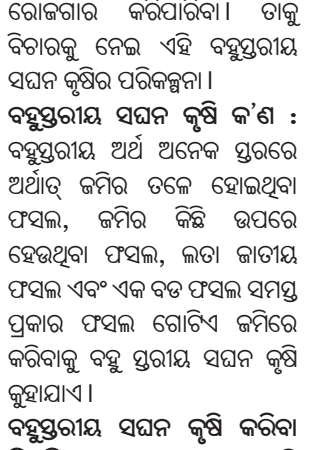 ରୋଜଗାର କରିପାରିବା। ତାକୁ
ବିଚାରକୁ ନେଇ ଏହି ବହୁସ୍ତରୀୟ
ସଘନ କୃଷିର ପରିକଳ୍ପନା।
ବହୁସ୍ତରୀୟ ସଘନ କୃଷି କ'ଣ :
ବହୁସ୍ତରୀୟ ଅର୍ଥ ଅନେକ ସ୍ତରରେ
ଅର୍ଥାତ୍ ଜମିର ତଳେ ହୋଇଥିବା
ଫସଲ, ଜମିର କିଛି ଉପରେ
ହେଉଥିବା ଫସଲ, ଲତା ଜାତୀୟ
ଫସଲ ଏବଂ ଏକ ବଡ ଫସଲ ସମସ୍ତ
ପ୍ରକାର ଫସଲ ଗୋଟିଏ ଜମିରେ
କରିବାକୁ ବହୁ ସ୍ତରୀୟ ସଘନ କୃଷି
କୁହାଯାଏ।
ବହୁସ୍ତରୀୟ ସଘନ କୃଷି କରିବା